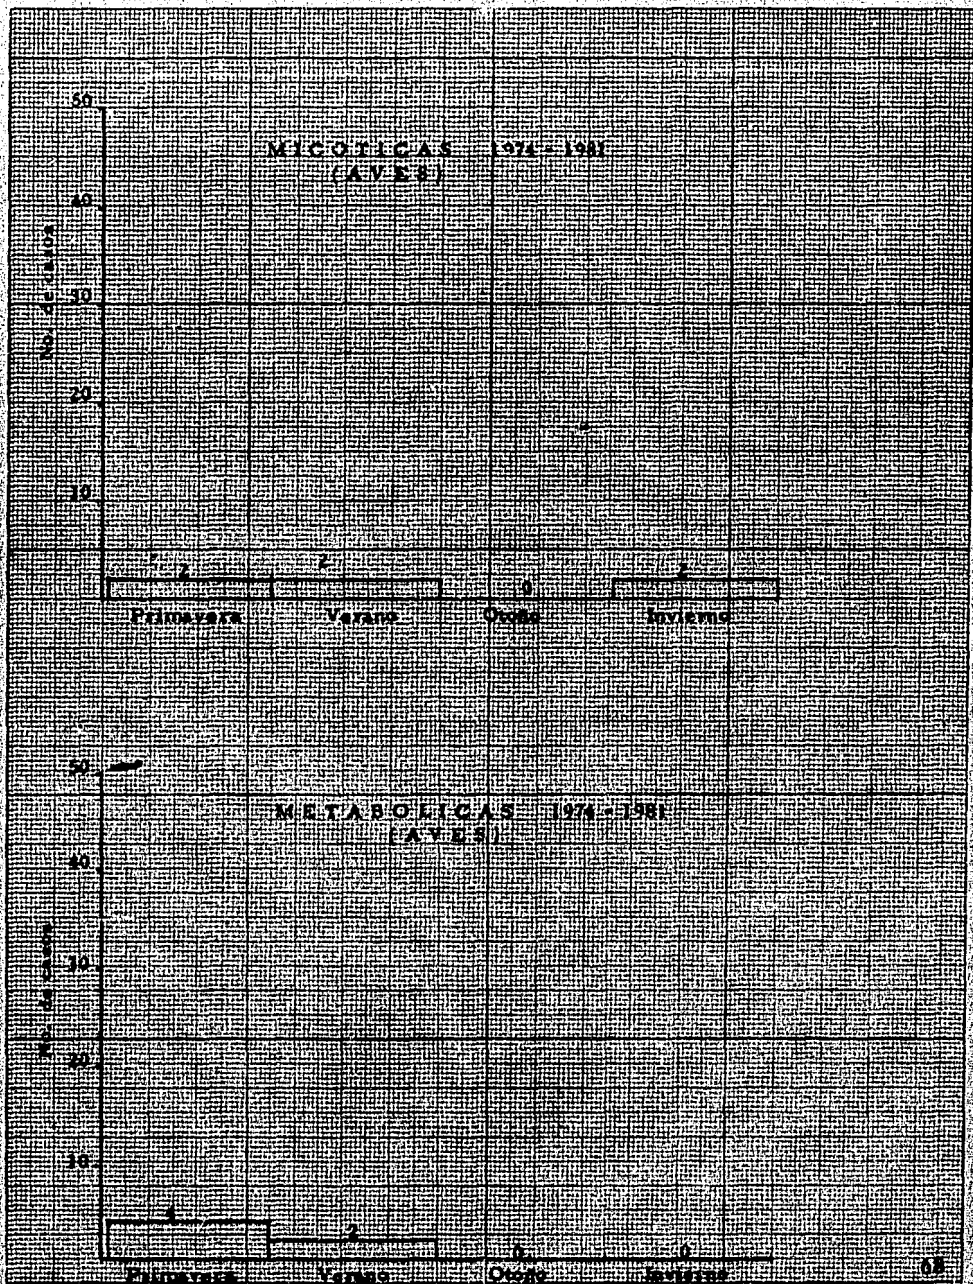 50
MICOTICAS 1974 - 1981
(AVES)
40
No. de casos
30
20
10
2 2 0 2
Primavera Verano Otoño Invierno
50
METABOLICAS 1974 - 1981
(AVES)
40
No. de casos
30
20
10
4 2 0 0
Primavera Verano Otoño Invierno
68